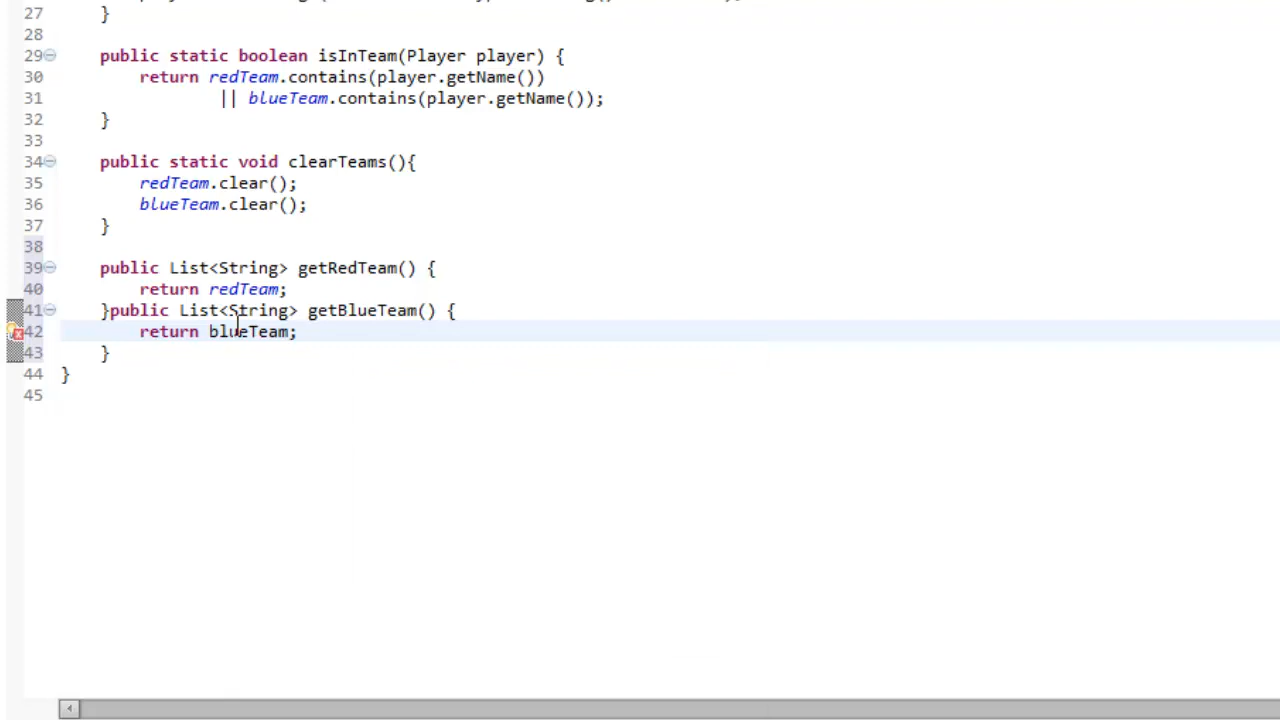 27 }
28
29 public static boolean isInTeam(Player player) {
30 return redTeam.contains(player.getName())
31 || blueTeam.contains(player.getName());
32 }
33
34 public static void clearTeams(){
35 redTeam.clear();
36 blueTeam.clear();
37 }
38
39 public List<String> getRedTeam() {
40 return redTeam;
41 }public List<String> getBlueTeam() {
42 return blueTeam;
43 }
44 }
45